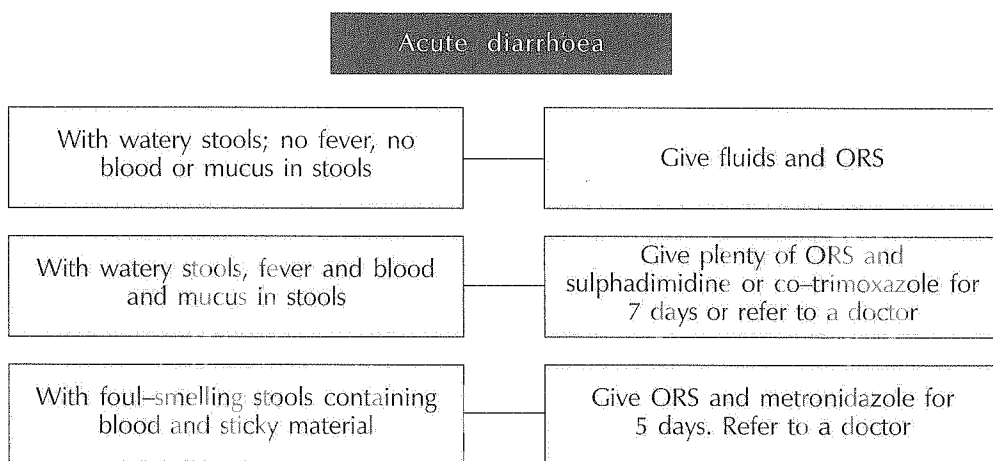 Acute diarrhoea
With watery stools; no fever, no
blood or mucus in stools
Give fluids and ORS
With watery stools, fever and blood
and mucus in stools
Give plenty of ORS and
sulphadimidine or co–trimoxazole for
7 days or refer to a doctor
With foul–smelling stools containing
blood and sticky material
Give ORS and metronidazole for
5 days. Refer to a doctor